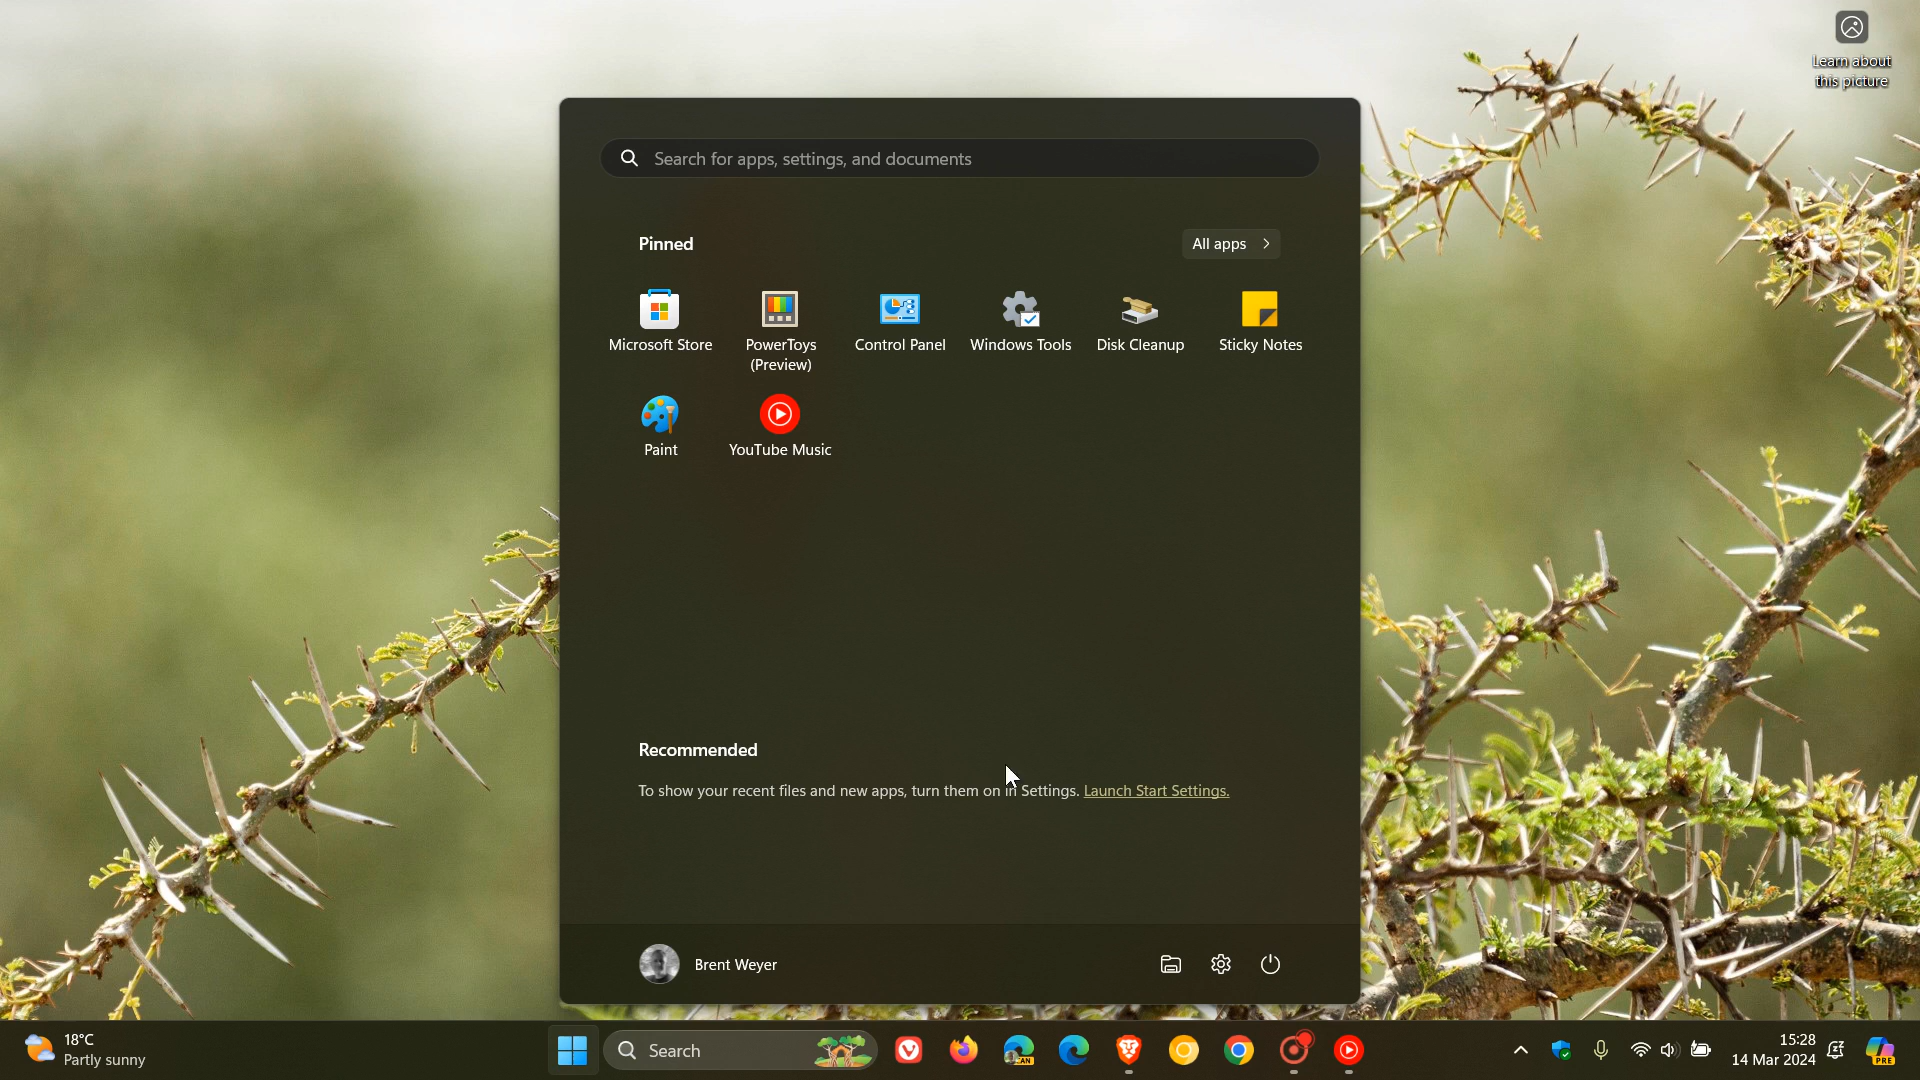 Learn about
this picture
Search for apps, settings, and documents
Pinned
All apps
Microsoft Store
PowerToys
(Preview)
Control Panel
Windows Tools
Disk Cleanup
Sticky Notes
Paint
YouTube Music
Recommended
To show your recent files and new apps, turn them on in Settings. Launch Start Settings.
Brent Weyer
18°C
Partly sunny
Search
CAN
15:28
14 Mar 2024
PRE